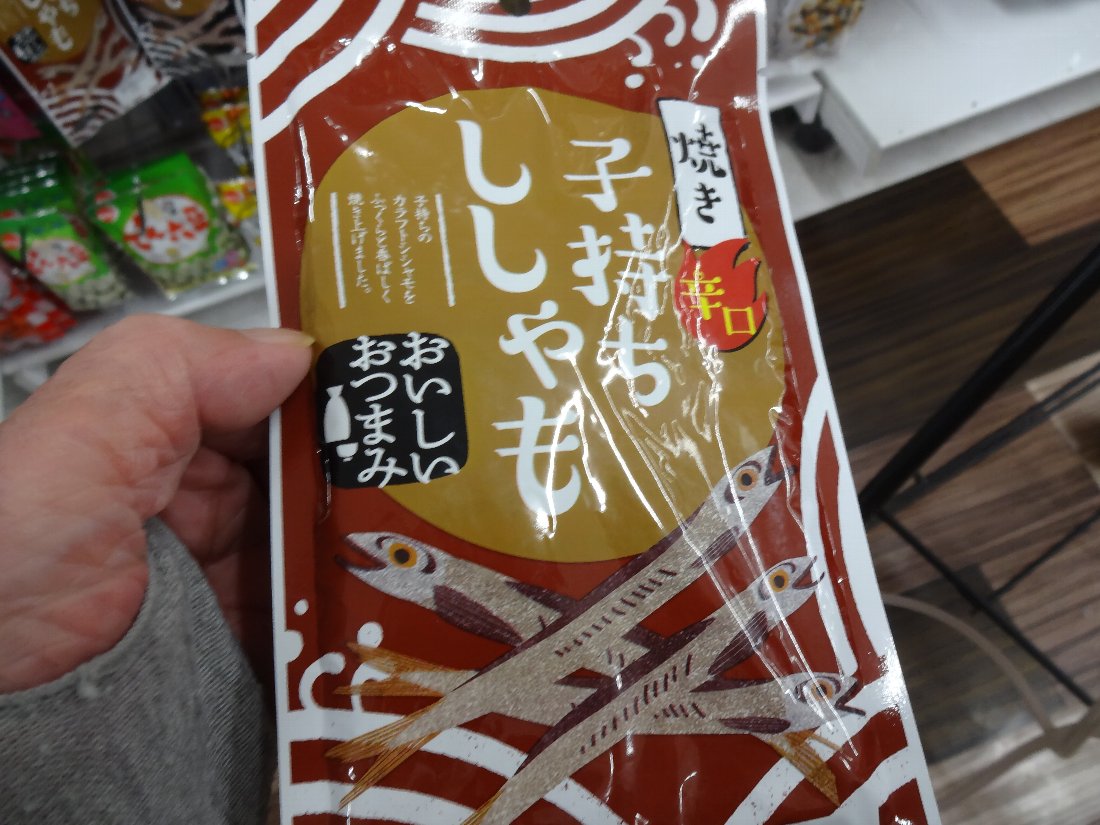 焼き
辛口
子持ち
ししゃも
子持ちの
カラフトシシャモを
ふっくらと香ばしく
焼き上げました。
おいしい
おつまみ